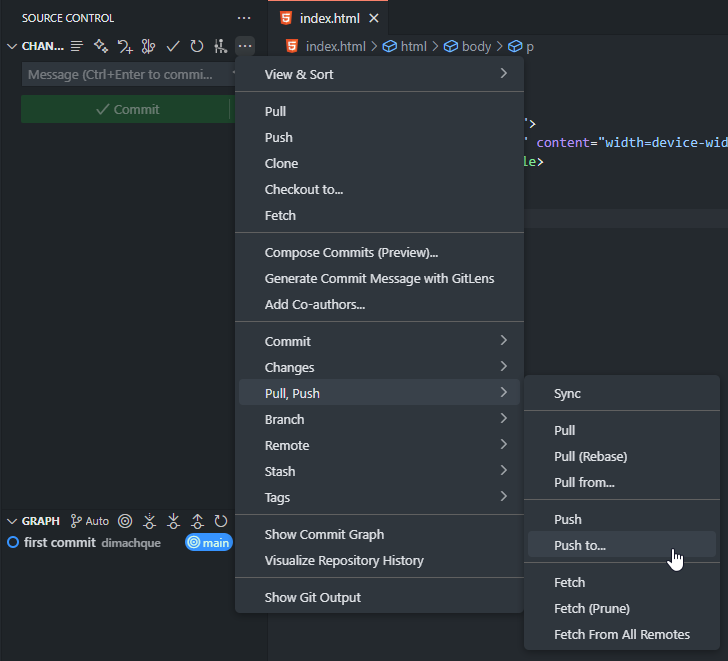 SOURCE CONTROL
index.html
CHAN...
index.html > html > body > p
Message (Ctrl+Enter to commi...
Commit
View & Sort
Pull
Push
Clone
Checkout to...
Fetch
Compose Commits (Preview)...
Generate Commit Message with GitLens
Add Co-authors...
Commit
Changes
Pull, Push
Branch
Remote
Stash
Tags
Show Commit Graph
Visualize Repository History
Show Git Output
">
" content="width=device-wid
le>
Sync
Pull
Pull (Rebase)
Pull from...
Push
Push to...
Fetch
Fetch (Prune)
Fetch From All Remotes
GRAPH Auto
first commit dimachque main